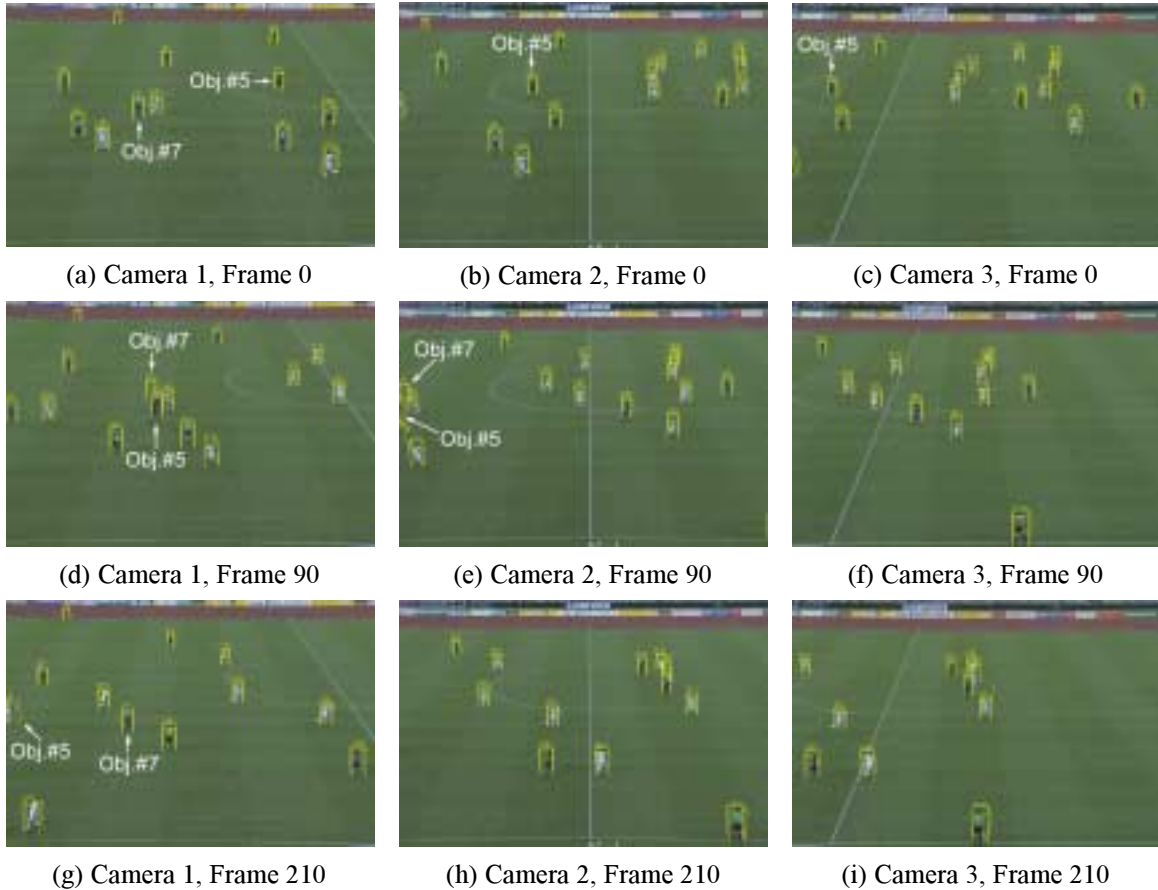 Obj.#5
Obj.#7
(a) Camera 1, Frame 0
Obj.#5
(b) Camera 2, Frame 0
Obj.#5
(c) Camera 3, Frame 0
Obj.#7
Obj.#5
(d) Camera 1, Frame 90
Obj.#7
Obj.#5
(e) Camera 2, Frame 90
(f) Camera 3, Frame 90
Obj.#5
Obj.#7
(g) Camera 1, Frame 210
(h) Camera 2, Frame 210
(i) Camera 3, Frame 210